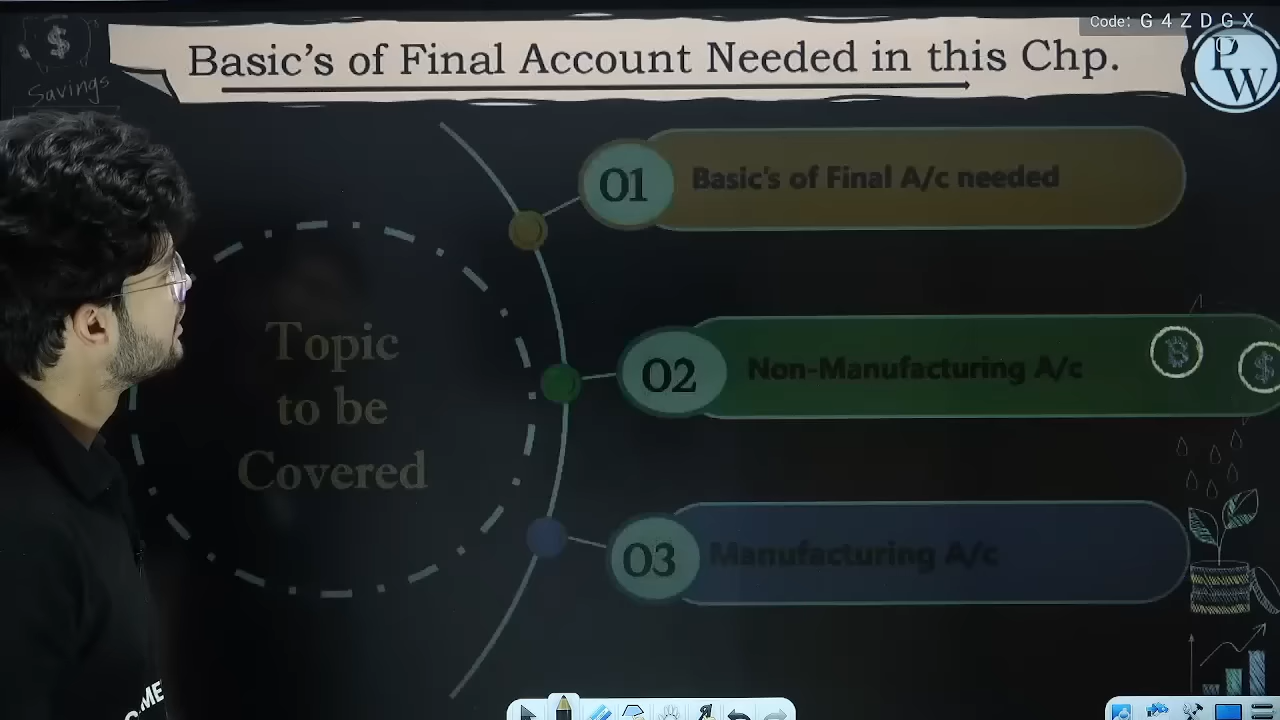 Code: G 4 Z D G X
Basic's of Final Account Needed in this Chp.
PW
Savings
01 Basic's of Final A/c needed
Topic
to be
Covered
02 Non-Manufacturing A/c
03 Manufacturing A/c